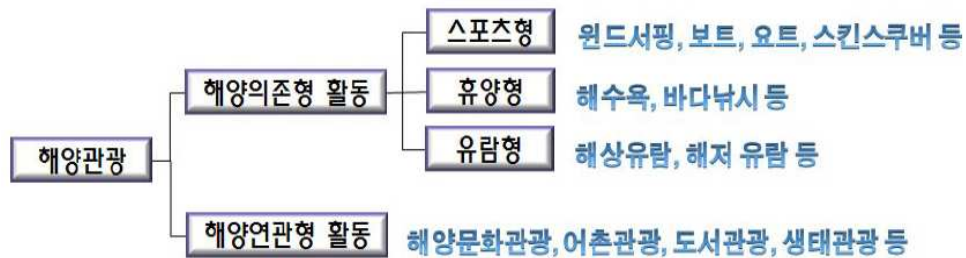 스포츠형 윈드서핑, 보트, 요트, 스킨스쿠버 등
해양의존형 활동 휴양형 해수욕, 바다낚시 등
해양관광 유람형 해상유람, 해저 유람 등
해양연관형 활동 해양문화관광, 어촌관광, 도서관광, 생태관광 등